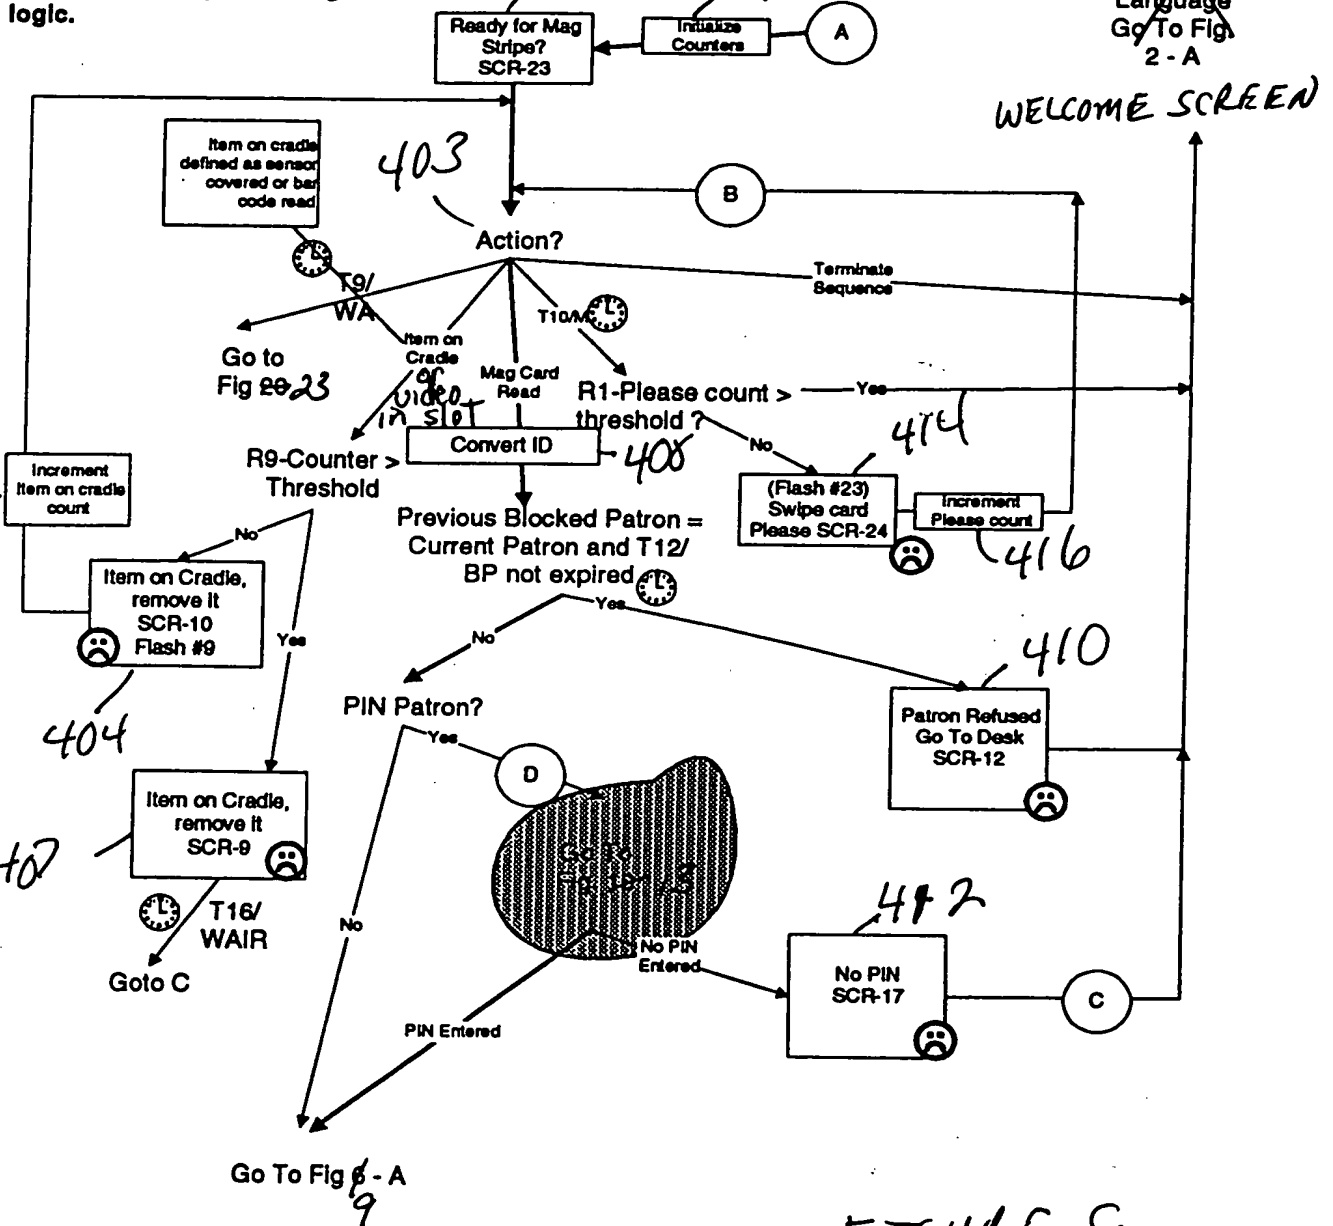 logic.
Ready for Mag
Stripe?
SCR-23
Initialize
Counters
A
Language
Go To Fig
2 - A
WELCOME SCREEN
Item on cradle
defined as sensor
covered or bar
code read
403
B
Action?
Terminate
Sequence
T9/
WA
T10/M
Item on
Cradle
or
video
in slot
Mag Card
Read
Go to
Fig 20 23
R1-Please count >
threshold ?
Yes
414
No
Convert ID
R9-Counter >
Threshold
Increment
Item on cradle
count
(Flash #23)
Swipe card
Please SCR-24
Increment
Please count
416
Previous Blocked Patron =
Current Patron and T12/
BP not expired
No
Yes
Item on Cradle,
remove it
SCR-10
Flash #9
404
Yes
No
410
PIN Patron?
Patron Refused
Go To Desk
SCR-12
Yes
D
Item on Cradle,
remove it
SCR-9
T16/
WAIR
Goto C
No
412
No PIN
Entered
No PIN
SCR-17
C
PIN Entered
Go To Fig 6 - A
9